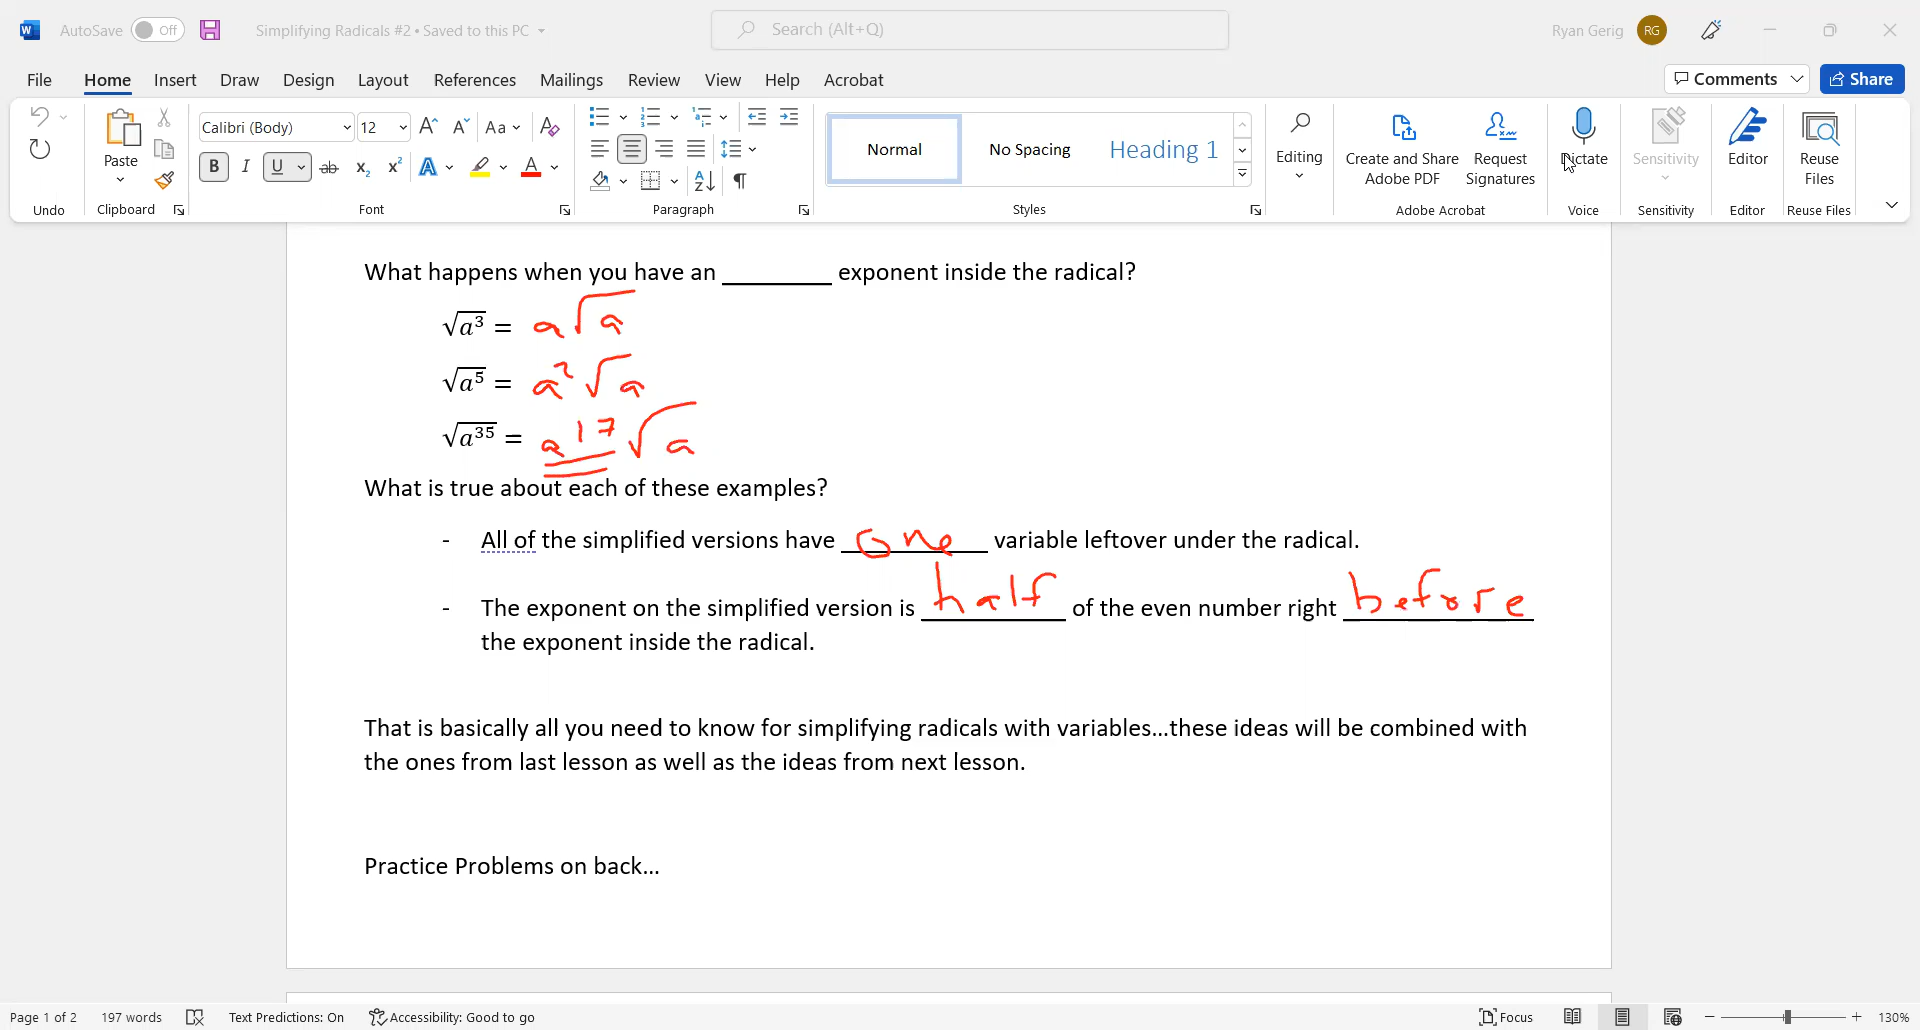 AutoSave Off Simplifying Radicals #2 • Saved to this PC Search (Alt+Q) Ryan Gerig RG
File Home Insert Draw Design Layout References Mailings Review View Help Acrobat Comments Share
Paste
Calibri (Body) 12 Aa
B I U ab x₂ x² A A
Normal No Spacing Heading 1
Editing
Create and Share Adobe PDF
Request Signatures
Dictate
Sensitivity
Editor
Reuse Files
Undo Clipboard Font Paragraph Styles Adobe Acrobat Voice Sensitivity Editor Reuse Files
What happens when you have an ________ exponent inside the radical?
√a³ = a√a
√a⁵ = a²√a
√a³⁵ = a¹⁷√a
What is true about each of these examples?
- All of the simplified versions have one variable leftover under the radical.
- The exponent on the simplified version is half of the even number right before
the exponent inside the radical.
That is basically all you need to know for simplifying radicals with variables…these ideas will be combined with
the ones from last lesson as well as the ideas from next lesson.
Practice Problems on back…
Page 1 of 2 197 words Text Predictions: On Accessibility: Good to go Focus 130%